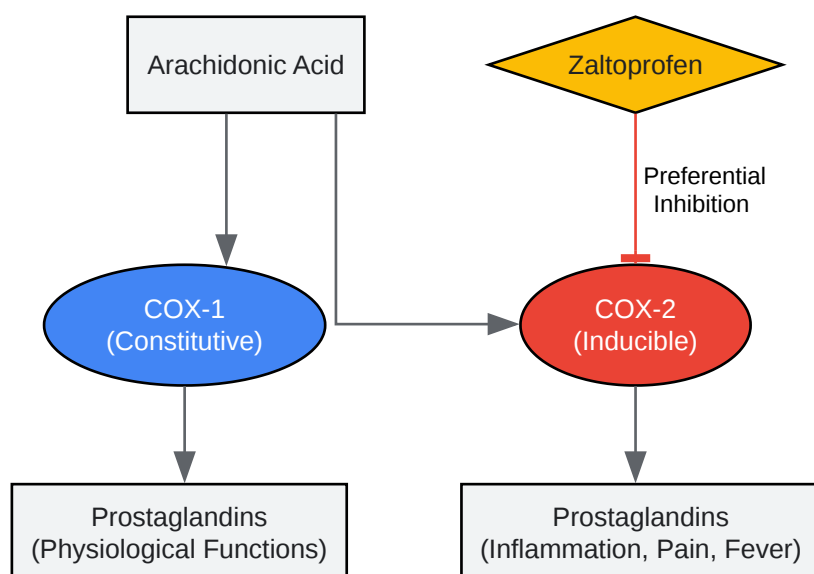 Arachidonic Acid
Zaltoprofen
Preferential
Inhibition
COX-1
(Constitutive)
COX-2
(Inducible)
Prostaglandins
(Physiological Functions)
Prostaglandins
(Inflammation, Pain, Fever)